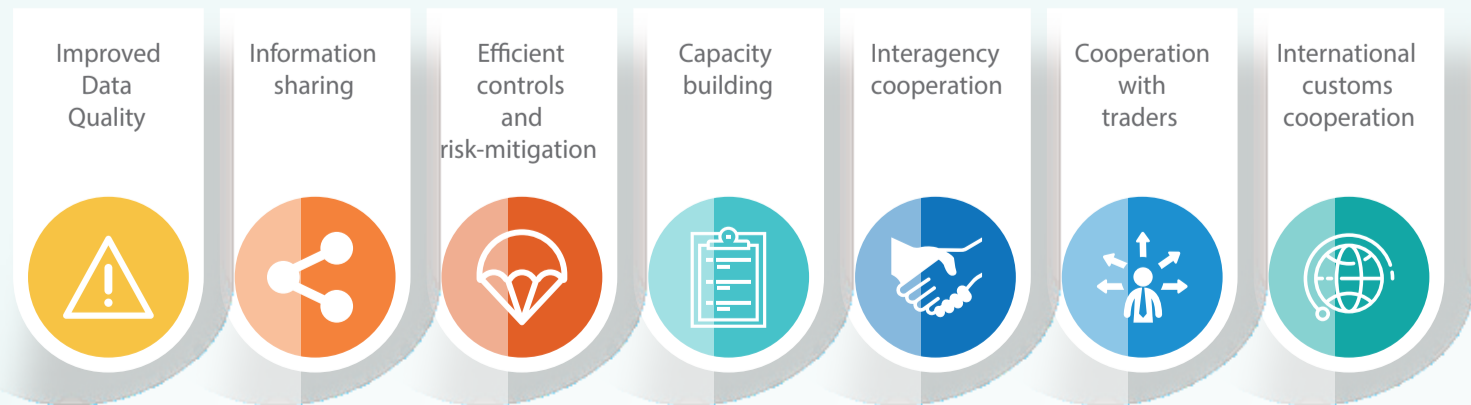 Improved
Data
Quality
Information
sharing
Efficient
controls
and
risk-mitigation
Capacity
building
Interagency
cooperation
Cooperation
with
traders
International
customs
cooperation